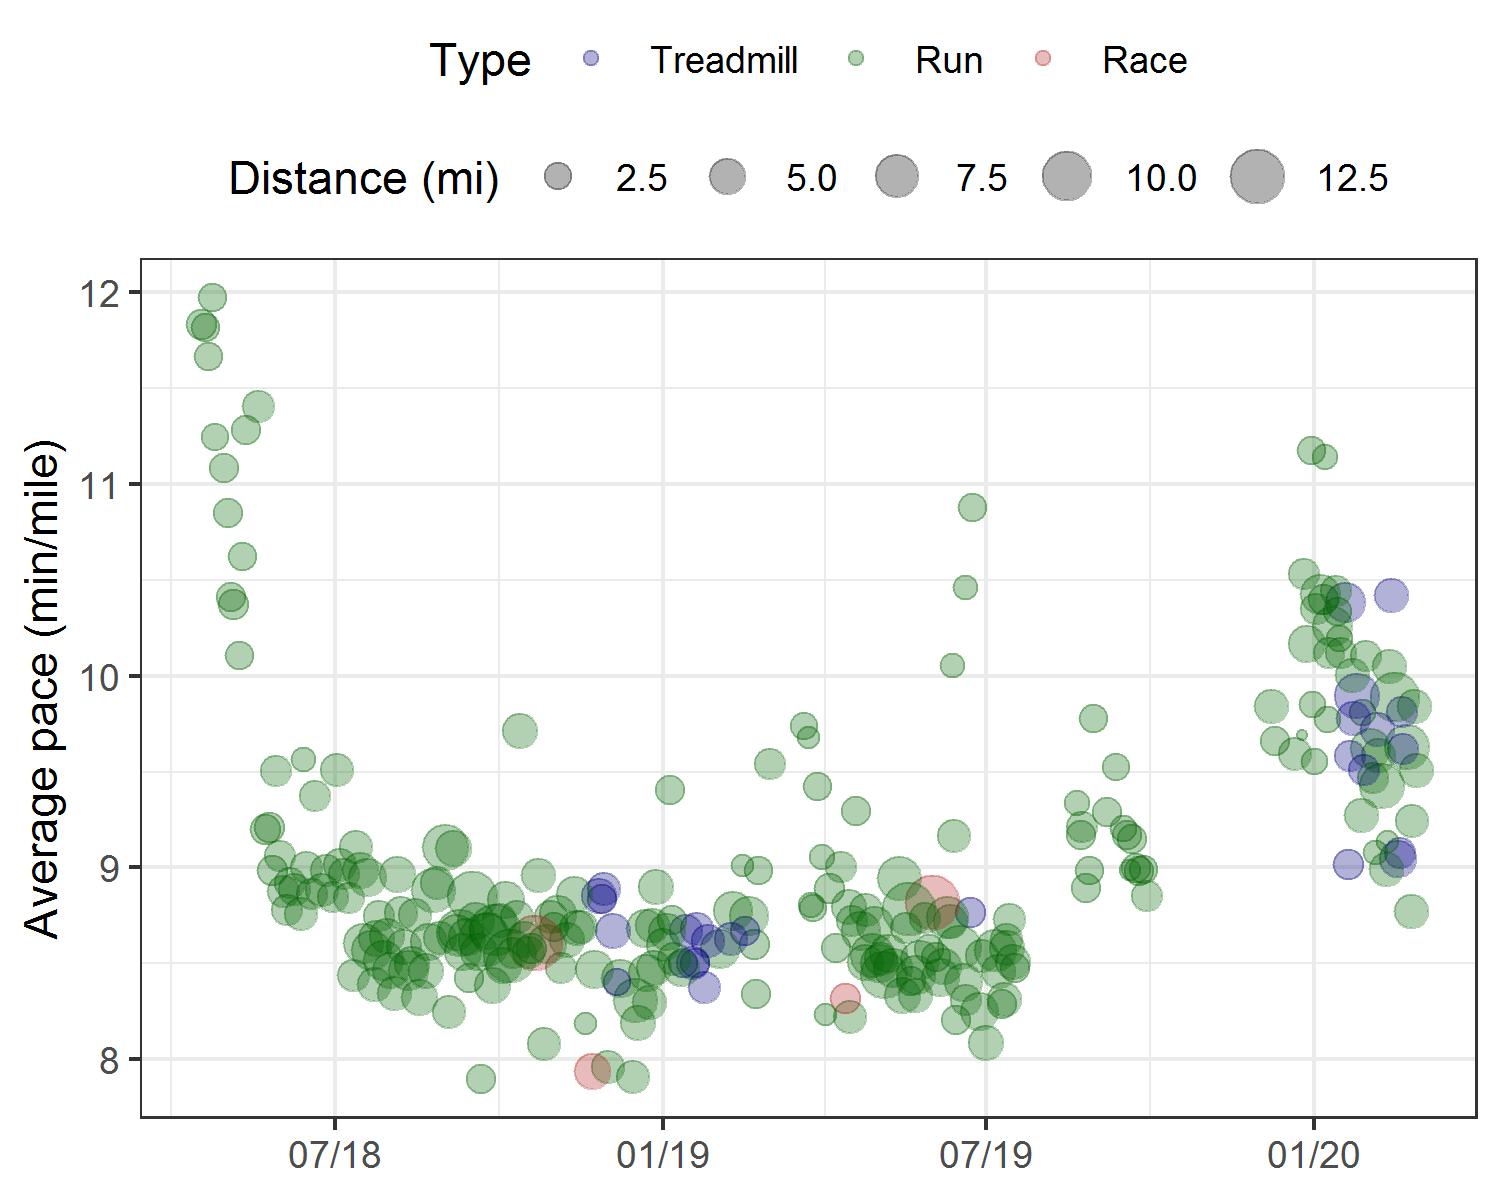 Type Treadmill Run Race
Distance (mi) 2.5 5.0 7.5 10.0 12.5
Average pace (min/mile)
12
11
10
9
8
07/18 01/19 07/19 01/20